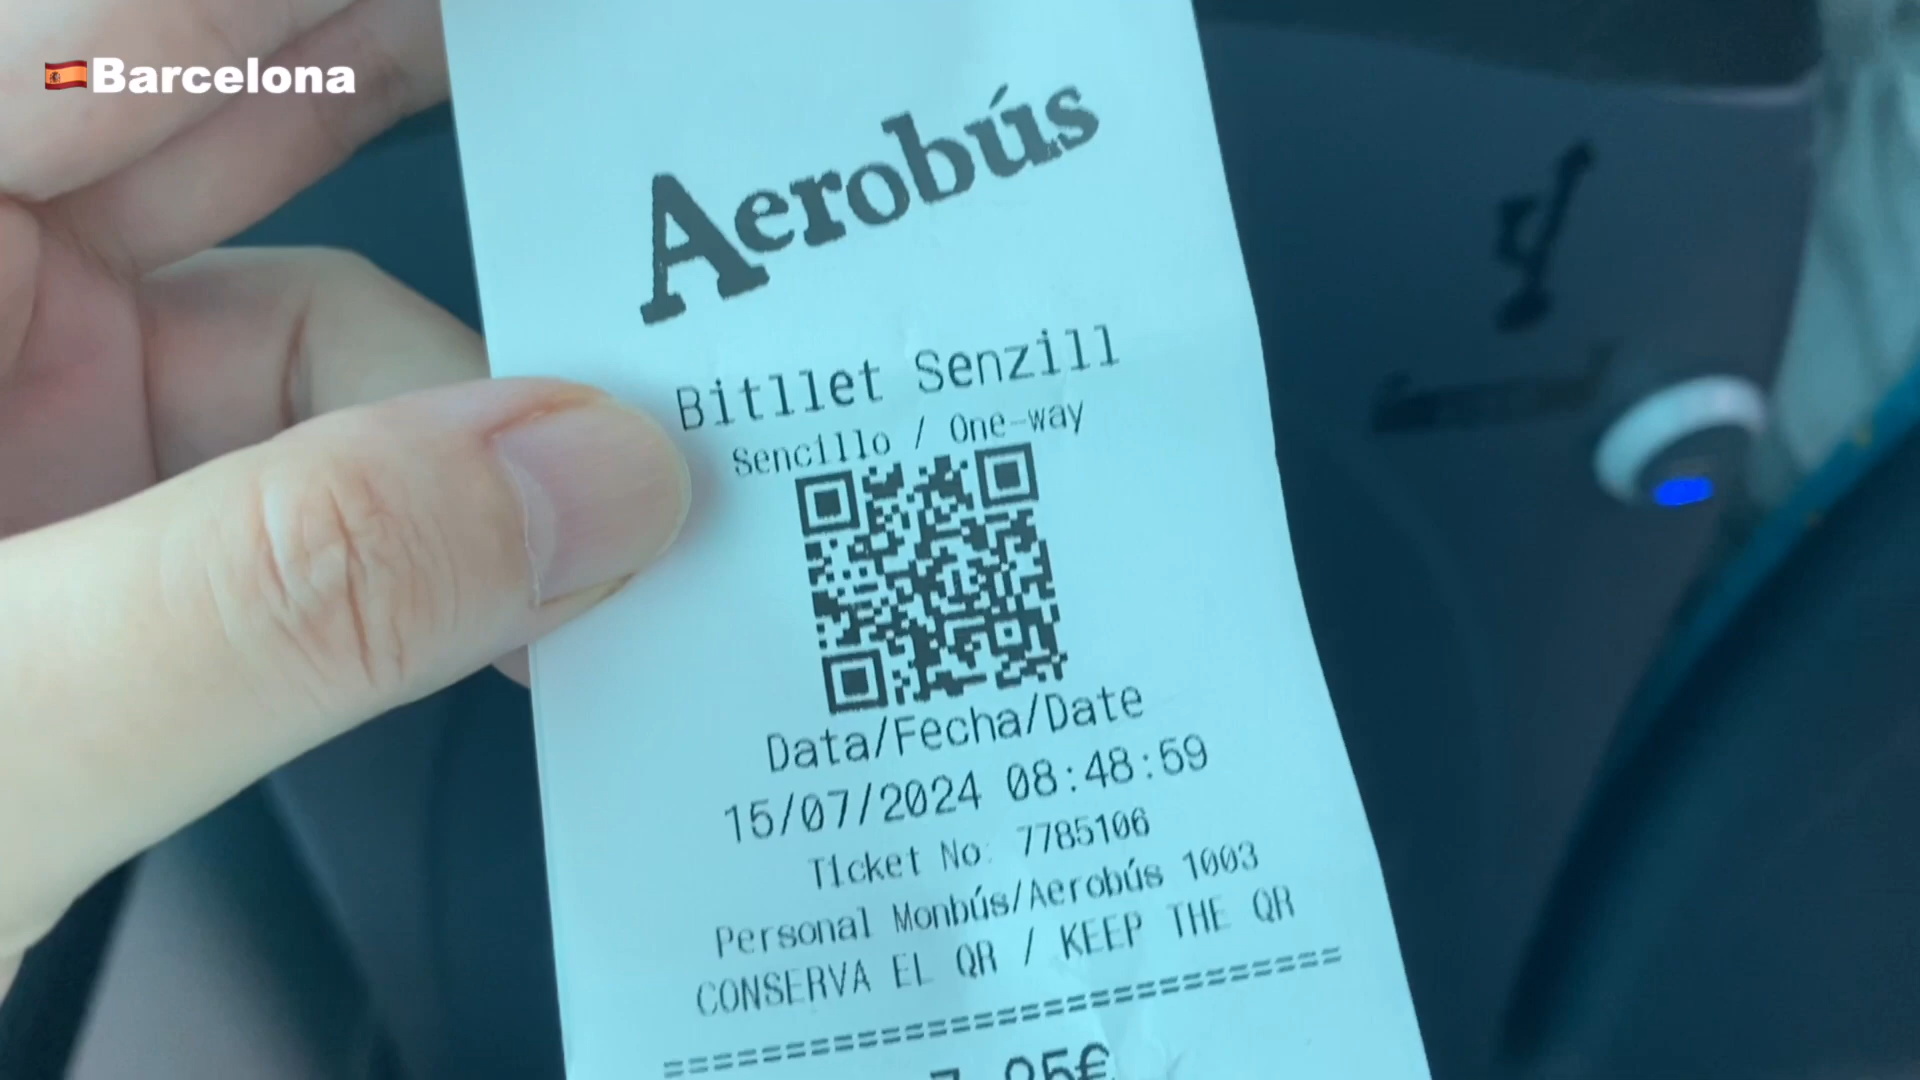 Barcelona
Aerobús
Bitllet Senzill
Sencillo / One-way
Data/Fecha/Date
15/07/2024 08:48:59
Ticket No: 7785106
Personal Monbús/Aerobús 1003
CONSERVA EL QR / KEEP THE QR
==============================